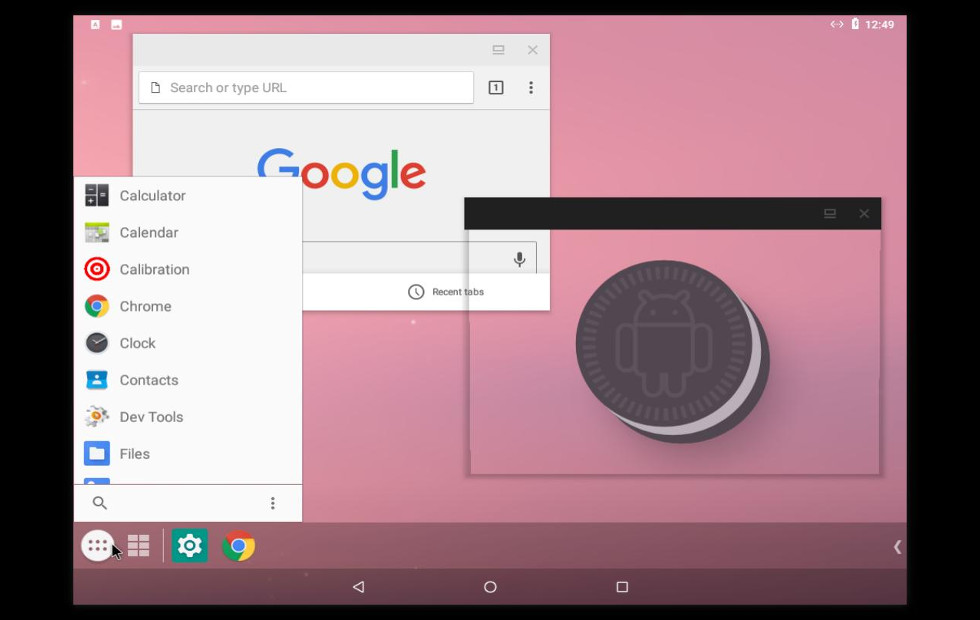 A
12:49
Search or type URL
1
Google
Calculator
Calendar
Calibration
Chrome
Recent tabs
Clock
Contacts
Dev Tools
Files